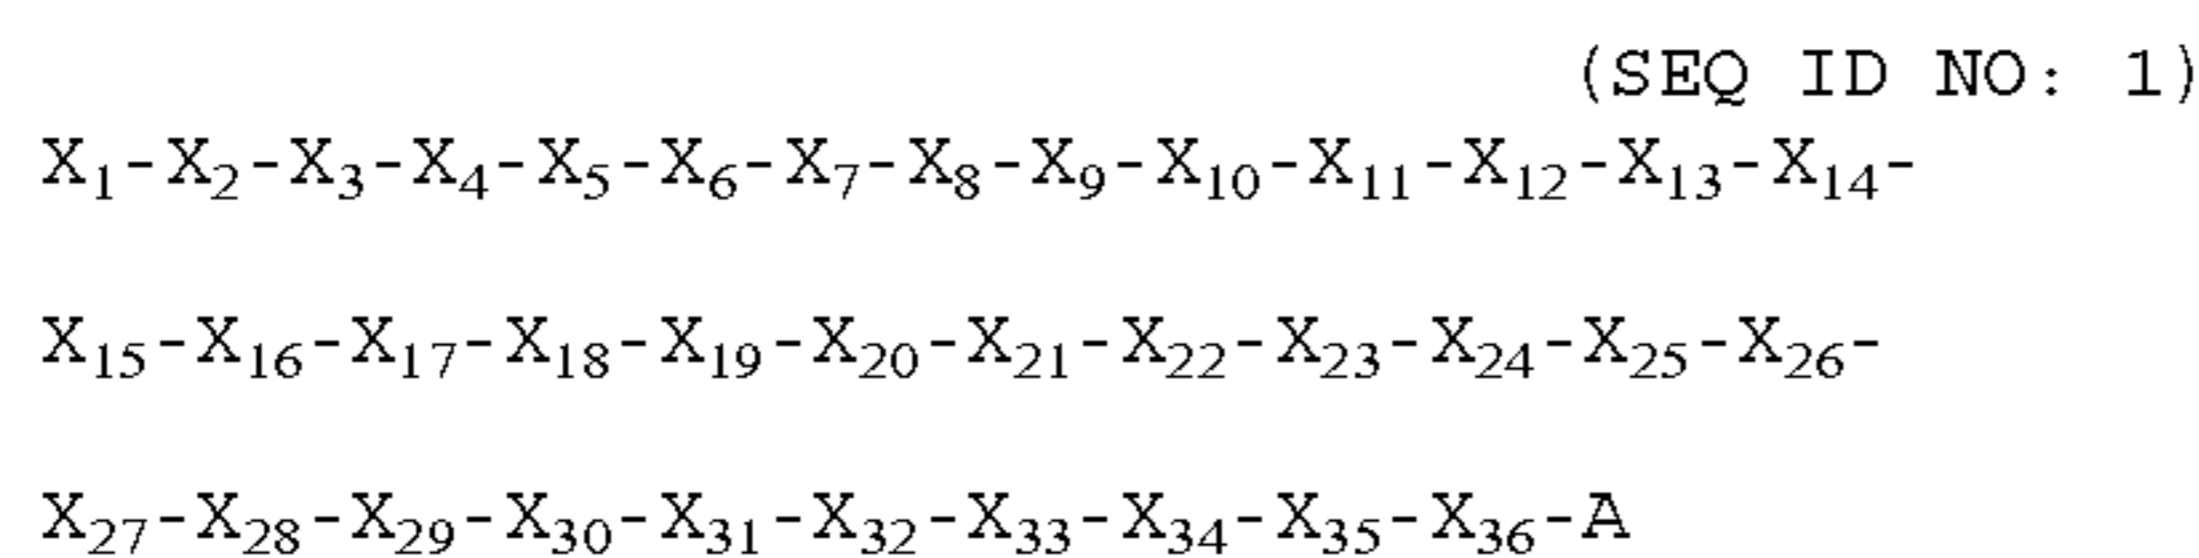 (SEQ ID NO: 1)
X₁-X₂-X₃-X₄-X₅-X₆-X₇-X₈-X₉-X₁₀-X₁₁-X₁₂-X₁₃-X₁₄-
X₁₅-X₁₆-X₁₇-X₁₈-X₁₉-X₂₀-X₂₁-X₂₂-X₂₃-X₂₄-X₂₅-X₂₆-
X₂₇-X₂₈-X₂₉-X₃₀-X₃₁-X₃₂-X₃₃-X₃₄-X₃₅-X₃₆-A